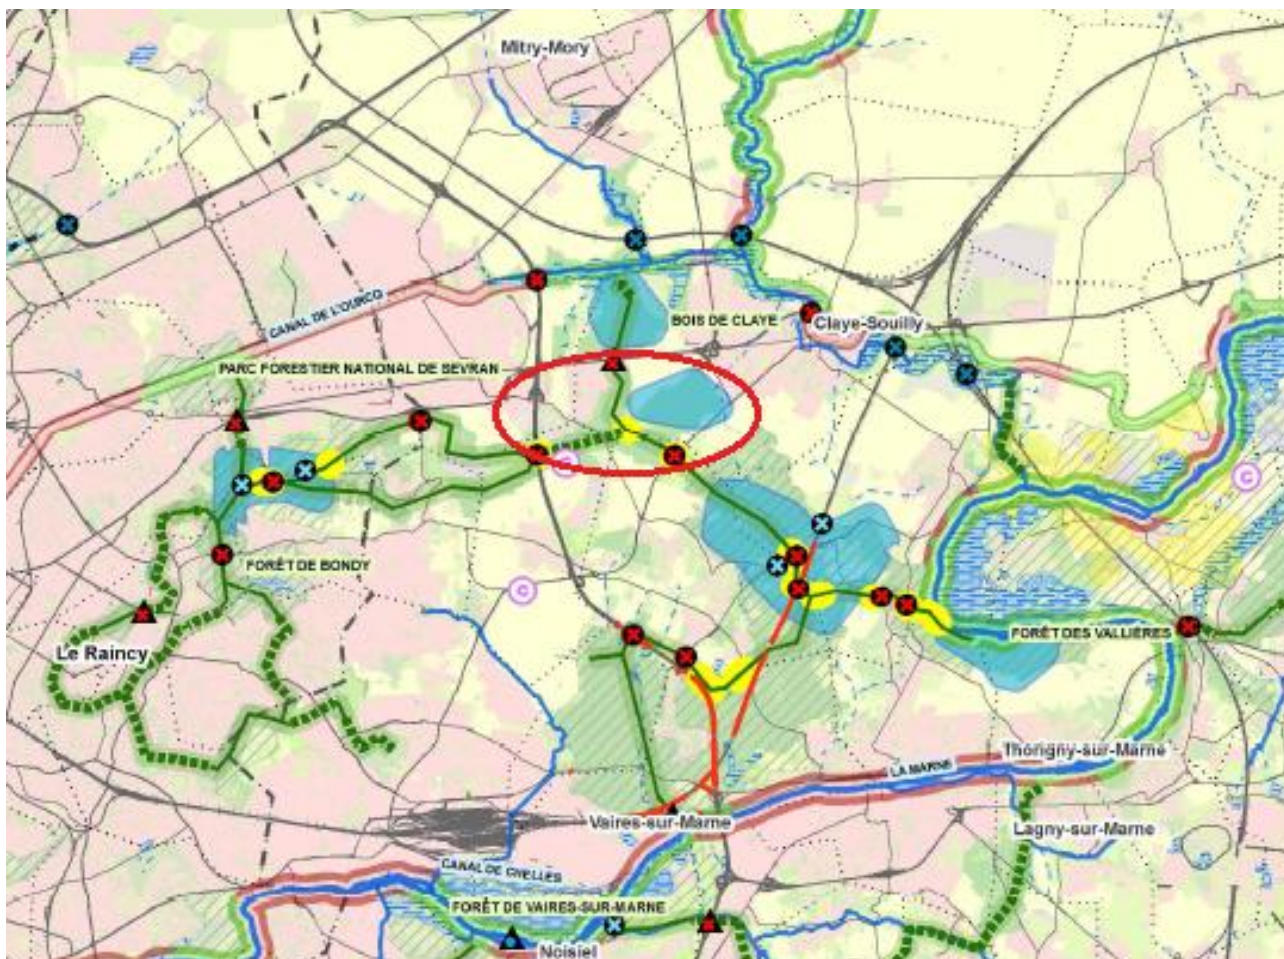 Mitry-Mory
CANAL DE L'OURCQ
BOIS DE CLAYE
Claye-Souilly
PARC FORESTIER NATIONAL DE SEVRAN
C
FORÊT DE BONDY
C
C
Le Raincy
FORÊT DES VALLIÈRES
Thorigny-sur-Marne
LA MARNE
Vaires-sur-Marne
Lagny-sur-Marne
CANAL DE CHELLES
FORÊT DE VAIRES-SUR-MARNE
Noisiel